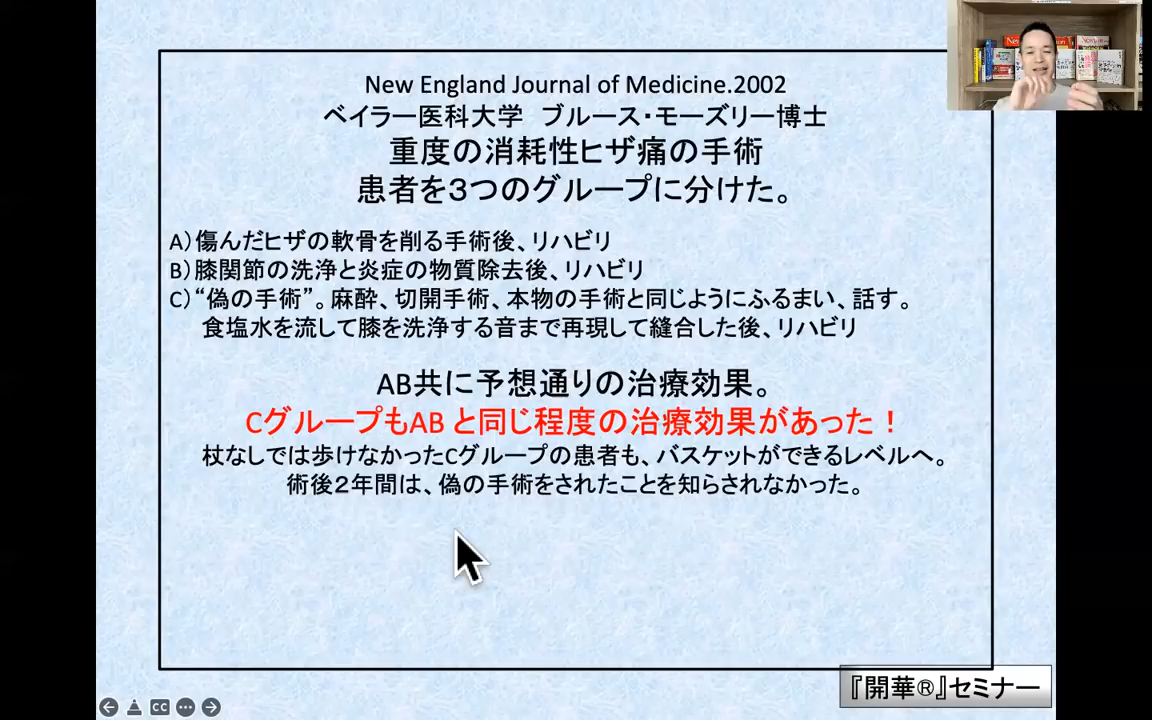 New England Journal of Medicine.2002
ベイラー医科大学 ブルース・モーズリー博士
重度の消耗性ヒザ痛の手術
患者を３つのグループに分けた。
A）傷んだヒザの軟骨を削る手術後、リハビリ
B）膝関節の洗浄と炎症の物質除去後、リハビリ
C）“偽の手術”。麻酔、切開手術、本物の手術と同じようにふるまい、話す。
食塩水を流して膝を洗浄する音まで再現して縫合した後、リハビリ
AB共に予想通りの治療効果。
CグループもAB と同じ程度の治療効果があった！
杖なしでは歩けなかったCグループの患者も、バスケットができるレベルへ。
術後２年間は、偽の手術をされたことを知らされなかった。
『開華®』セミナー
CC